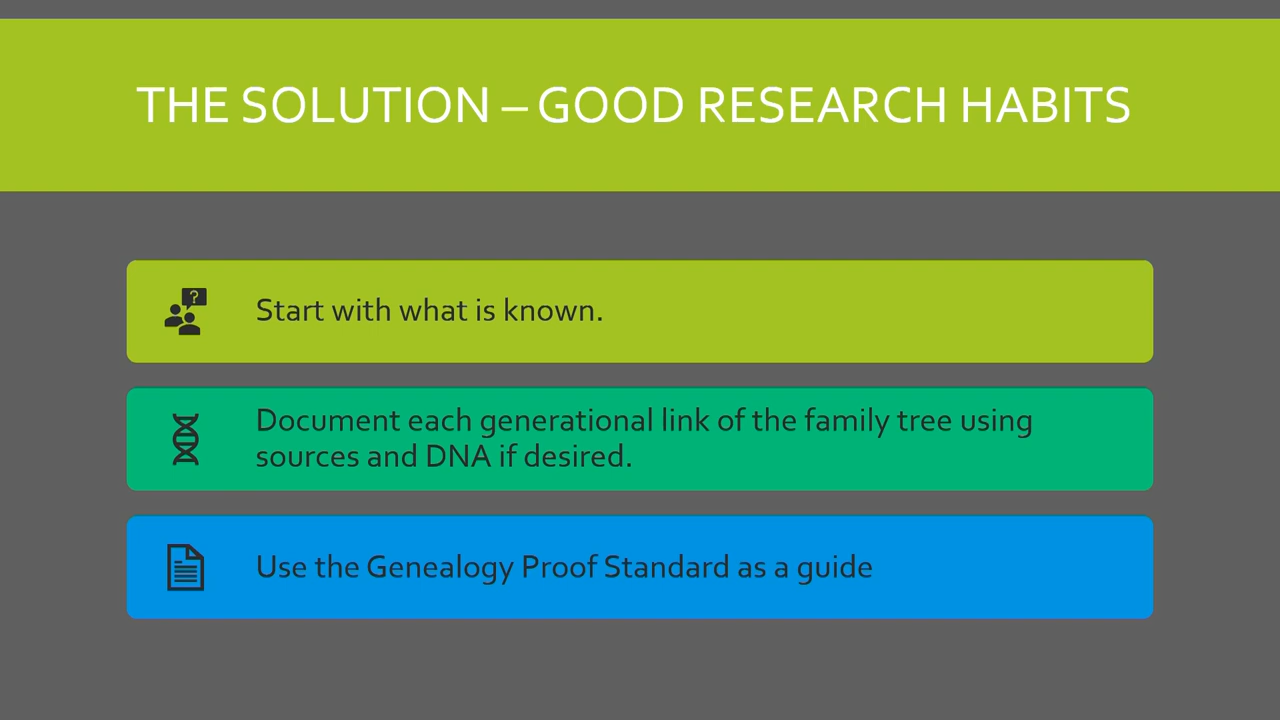 THE SOLUTION – GOOD RESEARCH HABITS
?
Start with what is known.
Document each generational link of the family tree using
sources and DNA if desired.
Use the Genealogy Proof Standard as a guide